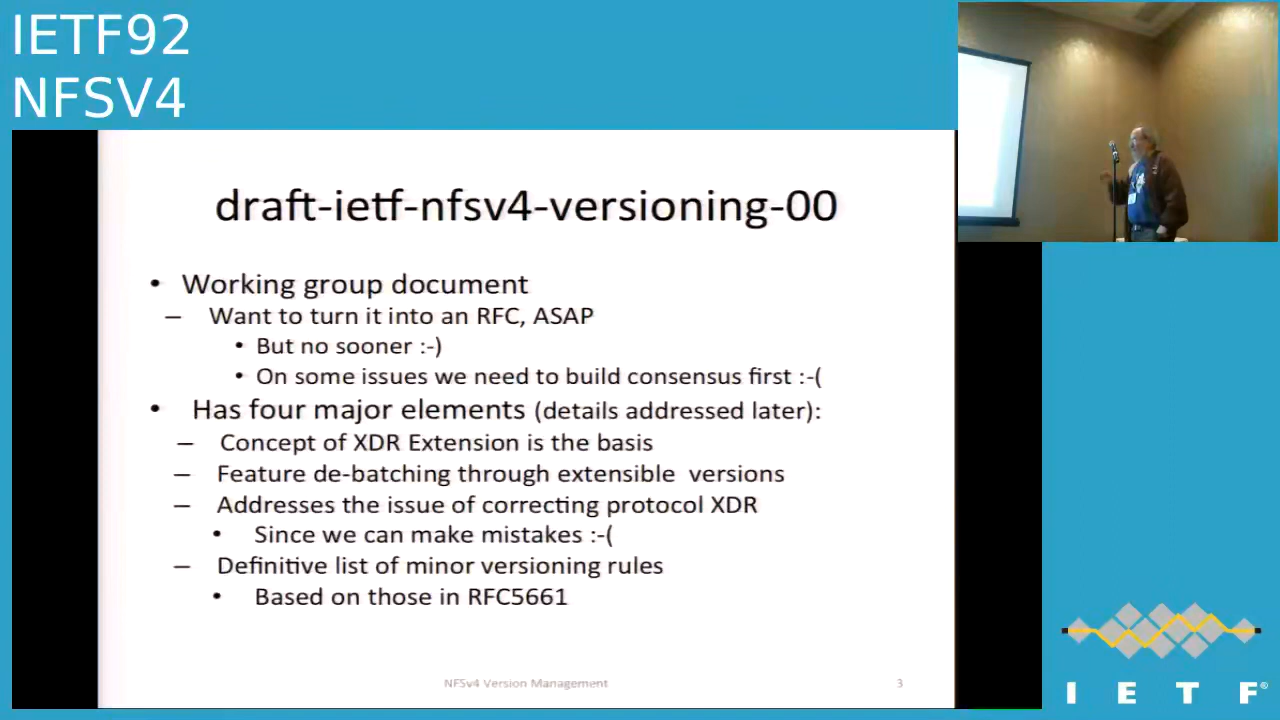 IETF92
NFSV4
draft-ietf-nfsv4-versioning-00
• Working group document
– Want to turn it into an RFC, ASAP
• But no sooner :-)
• On some issues we need to build consensus first :-(
• Has four major elements (details addressed later):
– Concept of XDR Extension is the basis
– Feature de-batching through extensible versions
– Addresses the issue of correcting protocol XDR
• Since we can make mistakes :-(
– Definitive list of minor versioning rules
• Based on those in RFC5661
NFSv4 Version Management
3
I E T F®